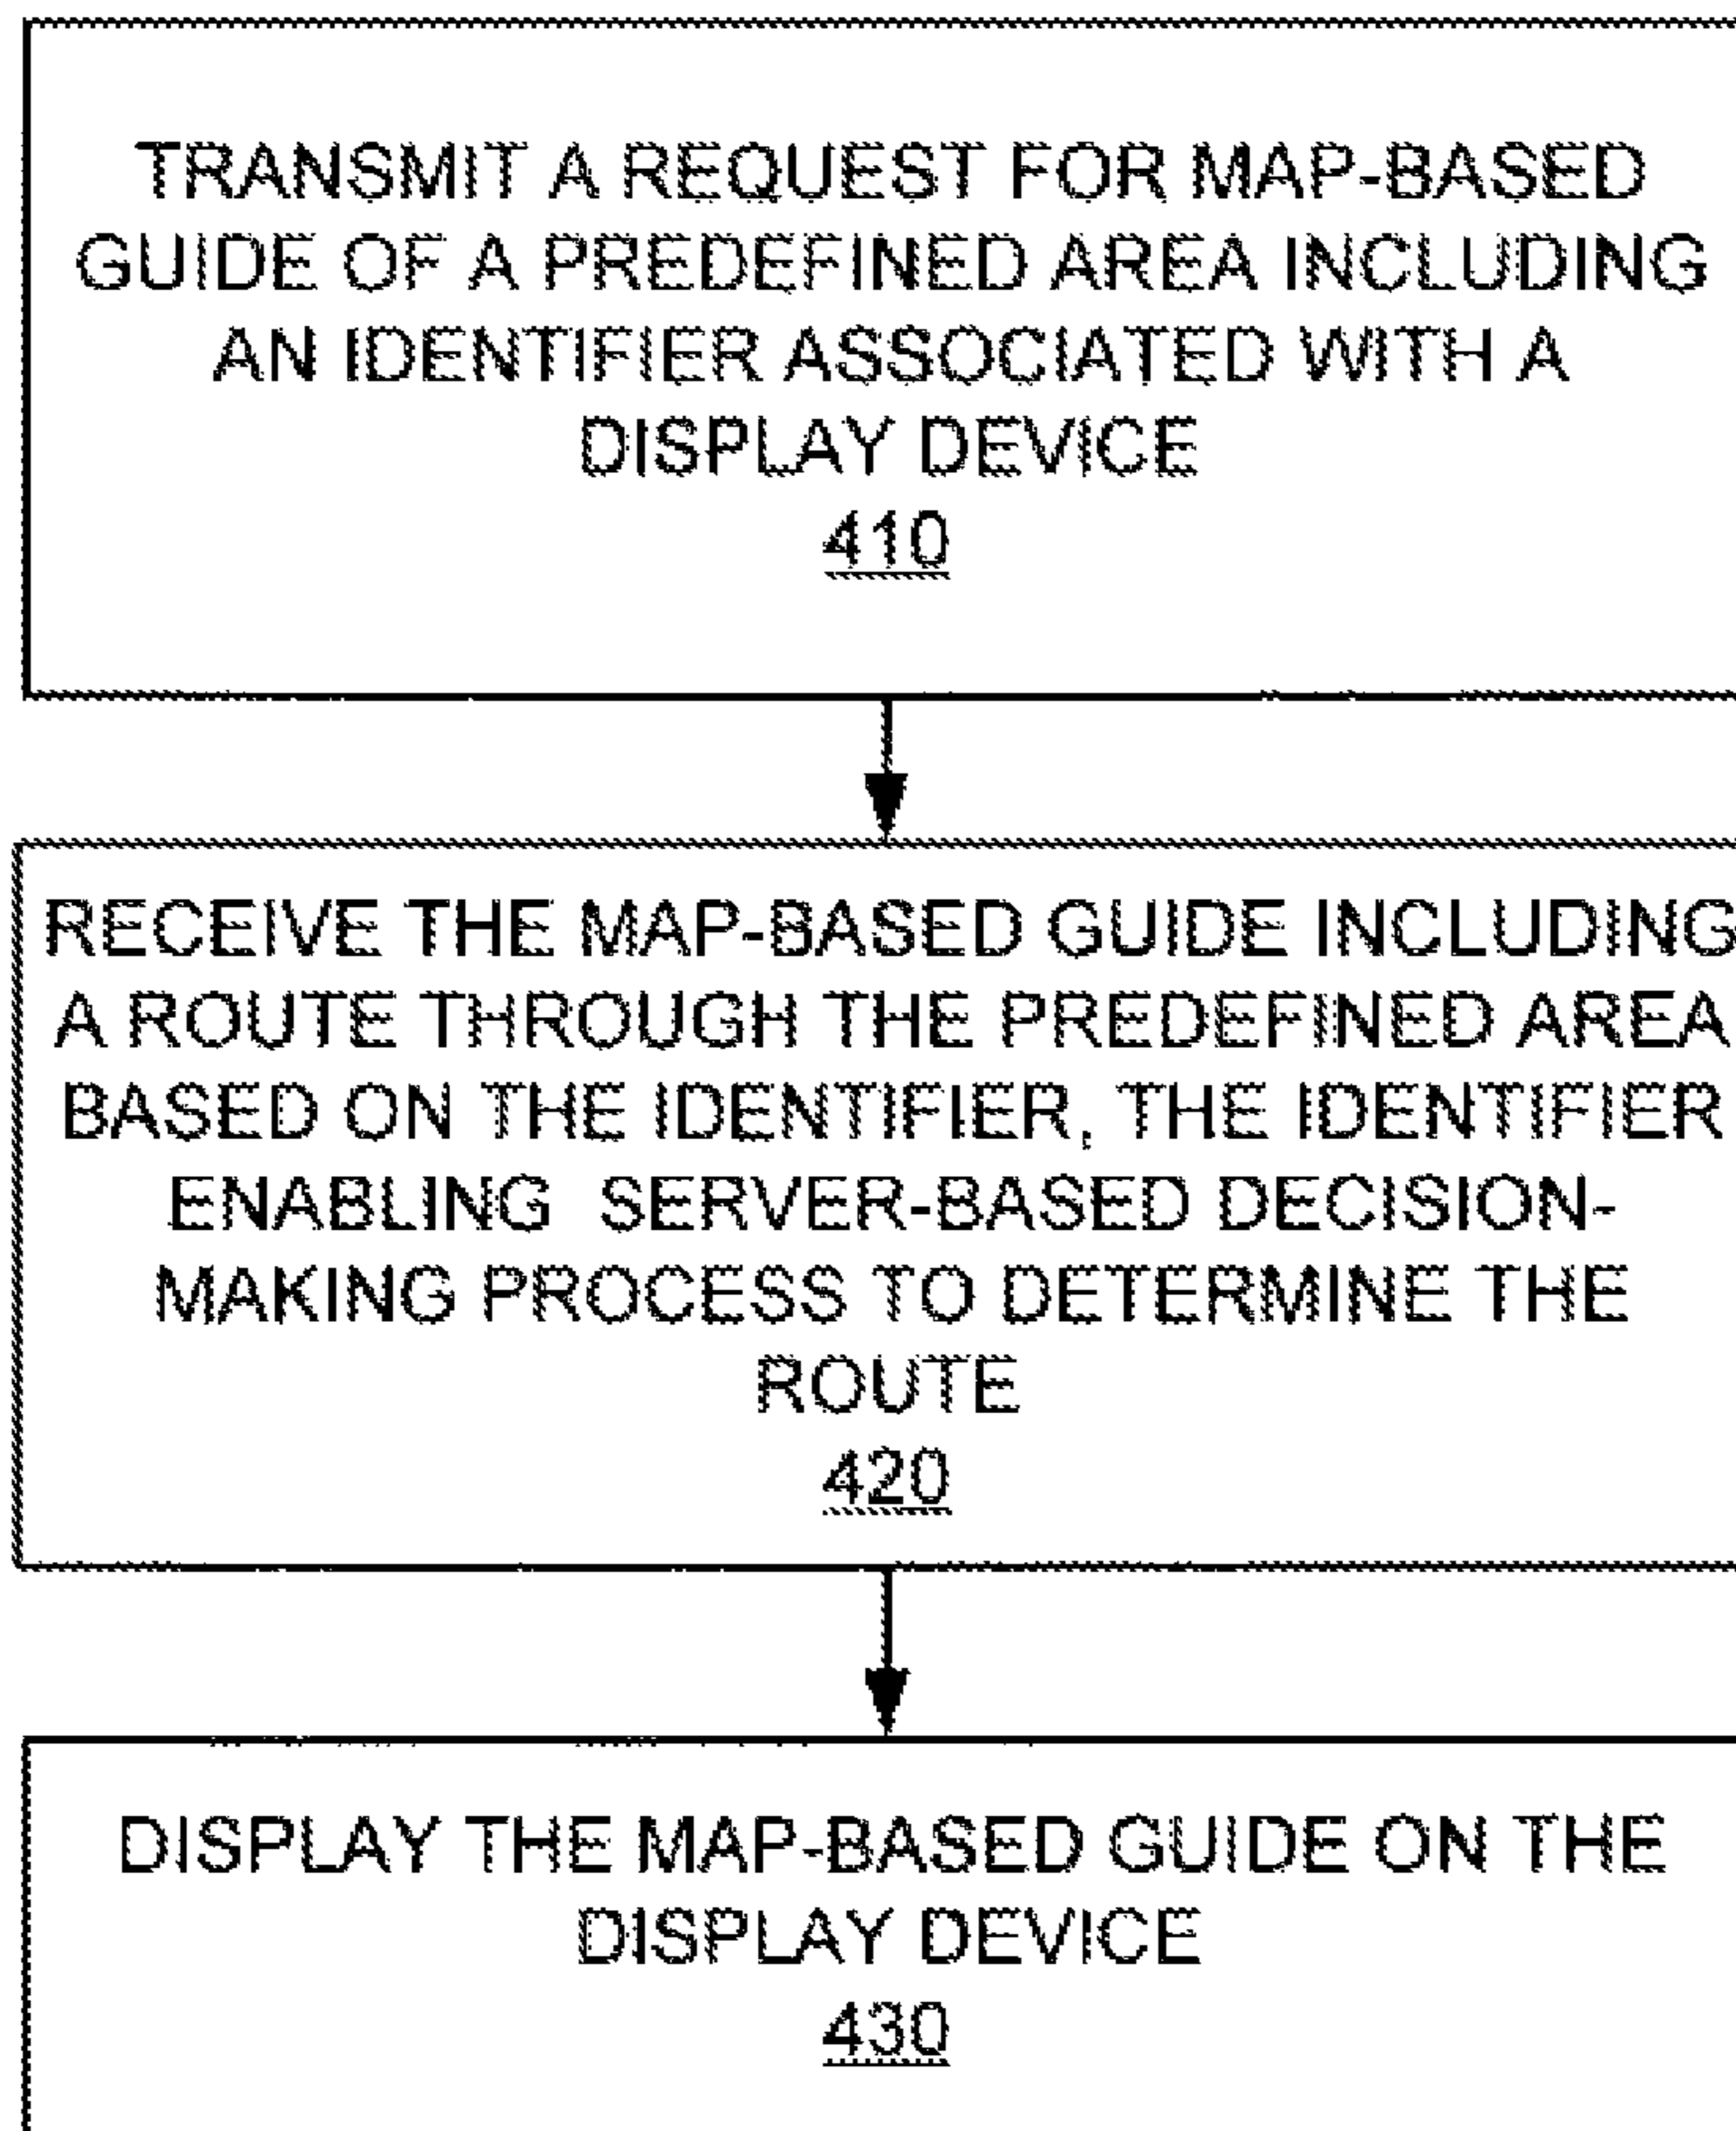 TRANSMIT A REQUEST FOR MAP-BASED
GUIDE OF A PREDEFINED AREA INCLUDING
AN IDENTIFIER ASSOCIATED WITH A
DISPLAY DEVICE
410
RECEIVE THE MAP-BASED GUIDE INCLUDING
A ROUTE THROUGH THE PREDEFINED AREA
BASED ON THE IDENTIFIER, THE IDENTIFIER
ENABLING SERVER-BASED DECISION-
MAKING PROCESS TO DETERMINE THE
ROUTE
420
DISPLAY THE MAP-BASED GUIDE ON THE
DISPLAY DEVICE
430